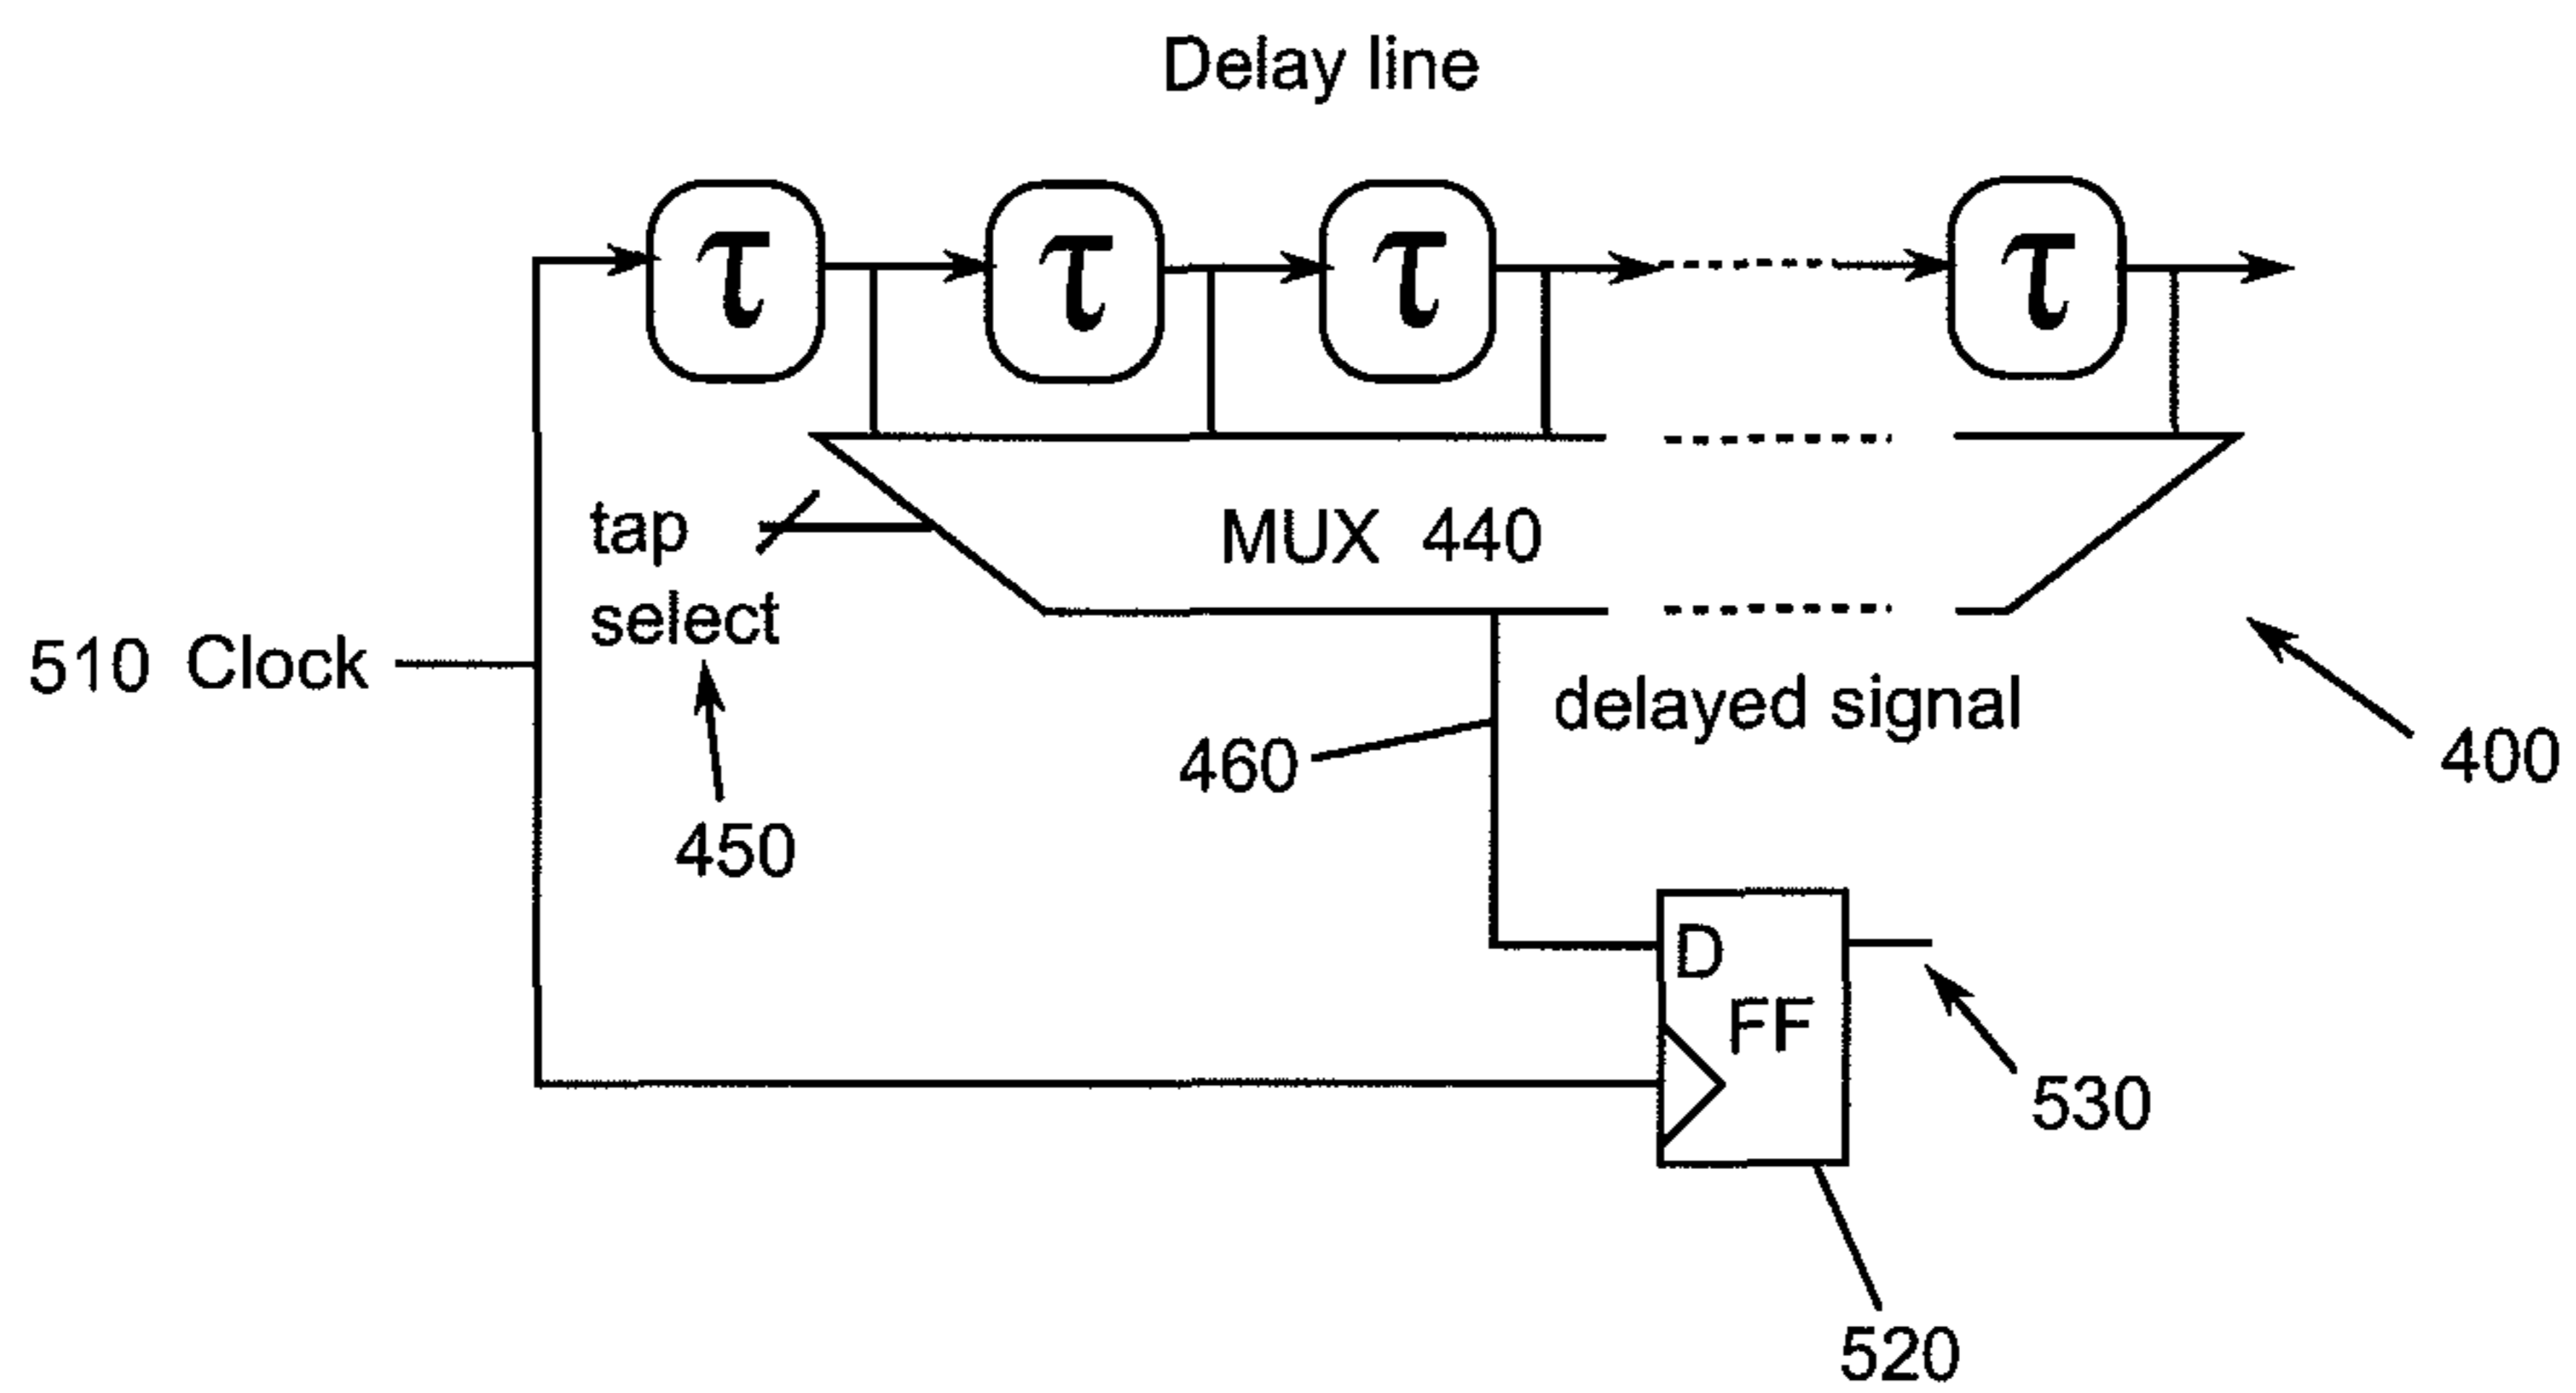 Delay line
τ τ τ τ
tap
select
MUX 440
510 Clock
delayed signal
460
400
450
D
FF
530
520